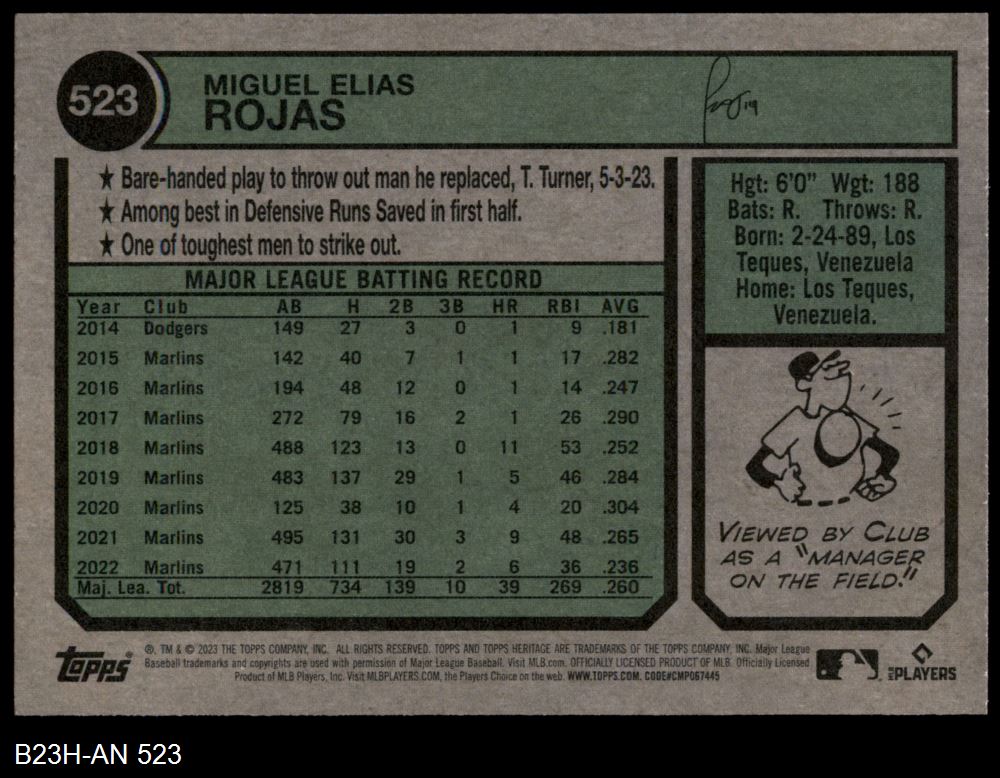 523
MIGUEL ELIAS
ROJAS
★ Bare-handed play to throw out man he replaced, T. Turner, 5-3-23.
★ Among best in Defensive Runs Saved in first half.
★ One of toughest men to strike out.
MAJOR LEAGUE BATTING RECORD
Year Club AB H 2B 3B HR RBI AVG
2014 Dodgers 149 27 3 0 1 9 .181
2015 Marlins 142 40 7 1 1 17 .282
2016 Marlins 194 48 12 0 1 14 .247
2017 Marlins 272 79 16 2 1 26 .290
2018 Marlins 488 123 13 0 11 53 .252
2019 Marlins 483 137 29 1 5 46 .284
2020 Marlins 125 38 10 1 4 20 .304
2021 Marlins 495 131 30 3 9 48 .265
2022 Marlins 471 111 19 2 6 36 .236
Maj. Lea. Tot. 2819 734 139 10 39 269 .260
Hgt: 6'0" Wgt: 188
Bats: R. Throws: R.
Born: 2-24-89, Los
Teques, Venezuela
Home: Los Teques,
Venezuela.
VIEWED BY CLUB
AS A "MANAGER
ON THE FIELD."
Topps
®, TM & © 2023 THE TOPPS COMPANY, INC. ALL RIGHTS RESERVED. TOPPS AND TOPPS HERITAGE ARE TRADEMARKS OF THE TOPPS COMPANY, INC. Major League
Baseball trademarks and copyrights are used with permission of Major League Baseball. Visit MLB.com. OFFICIALLY LICENSED PRODUCT OF MLB. Officially Licensed
Product of MLB Players, Inc. Visit MLBPLAYERS.COM, the Players Choice on the web. WWW.TOPPS.COM. CODE#CMP067445
MLB PLAYERS
B23H-AN 523